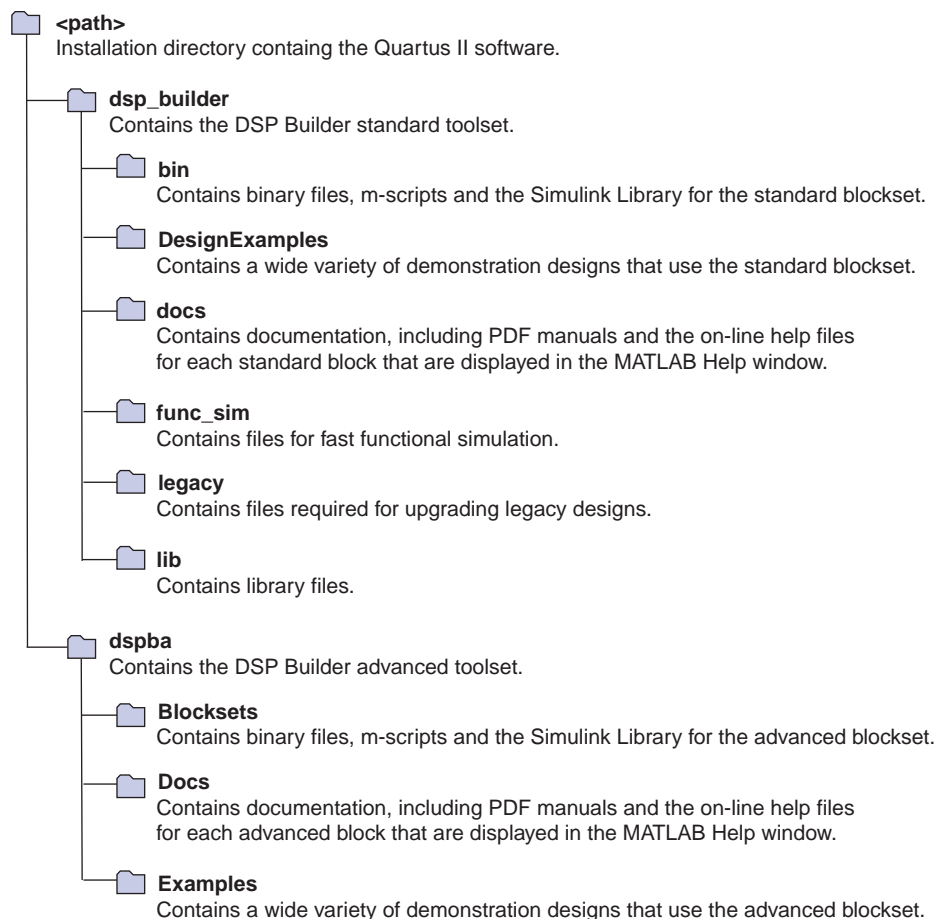 <path>
Installation directory containg the Quartus II software.
dsp_builder
Contains the DSP Builder standard toolset.
bin
Contains binary files, m-scripts and the Simulink Library for the standard blockset.
DesignExamples
Contains a wide variety of demonstration designs that use the standard blockset.
docs
Contains documentation, including PDF manuals and the on-line help files
for each standard block that are displayed in the MATLAB Help window.
func_sim
Contains files for fast functional simulation.
legacy
Contains files required for upgrading legacy designs.
lib
Contains library files.
dspba
Contains the DSP Builder advanced toolset.
Blocksets
Contains binary files, m-scripts and the Simulink Library for the advanced blockset.
Docs
Contains documentation, including PDF manuals and the on-line help files
for each advanced block that are displayed in the MATLAB Help window.
Examples
Contains a wide variety of demonstration designs that use the advanced blockset.